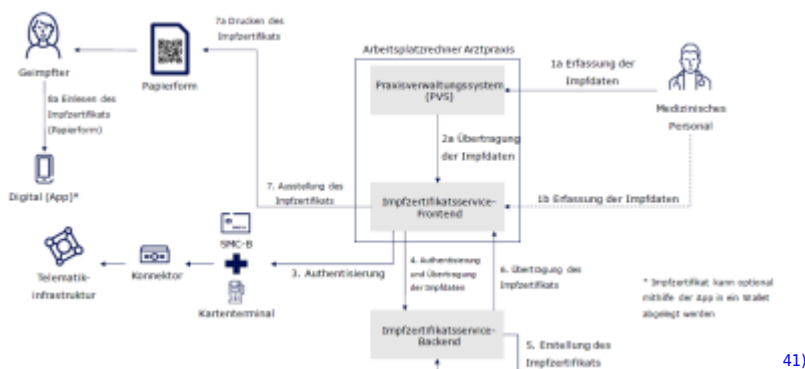 7a Drucken des
Impfzertifikats
Arbeitsplatzrechner Arztpraxis
1a Erfassung der
Impfdaten
Geimpfter
Papierform
Praxisverwaltungssystem
(PVS)
Medizinisches
Personal
6a Einlesen des
Impfzertifikats
(Papierform)
2a Übertragung
der Impfdaten
Digital (App)*
7. Ausstellung des
Impfzertifikats
Impfzertifikatsservice-
Frontend
1b Erfassung der Impfdaten
SMC-B
Telematik-
infrastruktur
Konnektor
3. Authentisierung
4. Authentisierung
und Übertragung
der Impfdaten
6. Übertragung des
Impfzertifikats
* Impfzertifikat kann optional
mithilfe der App in ein Wallet
abgelegt werden
Kartenterminal
Impfzertifikatsservice-
Backend
5. Erstellung des
Impfzertifikats
41)